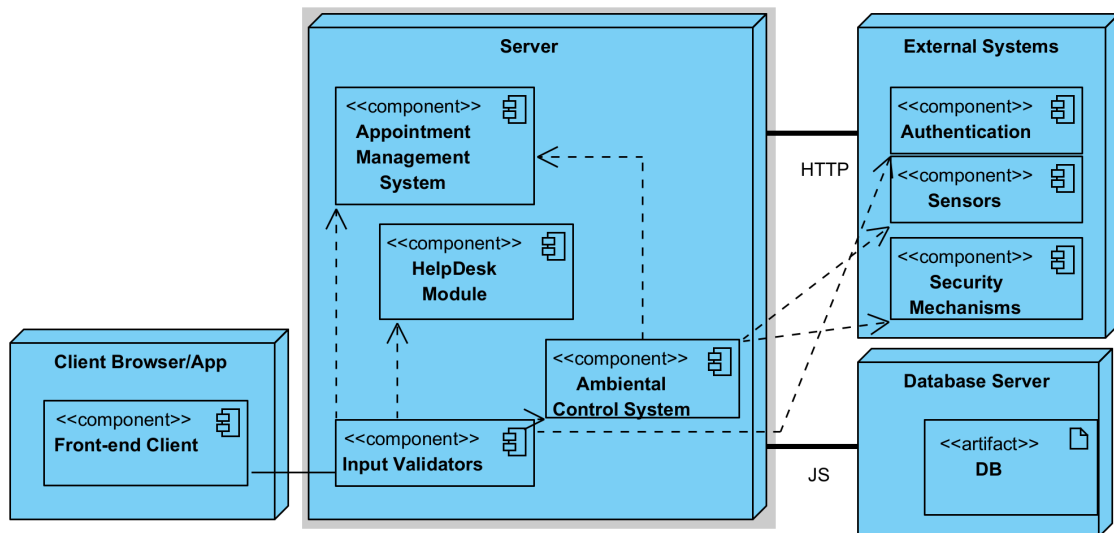 Server
<<component>>
Appointment
Management
System
<<component>>
HelpDesk
Module
<<component>>
Ambiental
Control System
<<component>>
Input Validators
Client Browser/App
<<component>>
Front-end Client
HTTP
External Systems
<<component>>
Authentication
<<component>>
Sensors
<<component>>
Security
Mechanisms
JS
Database Server
<<artifact>>
DB